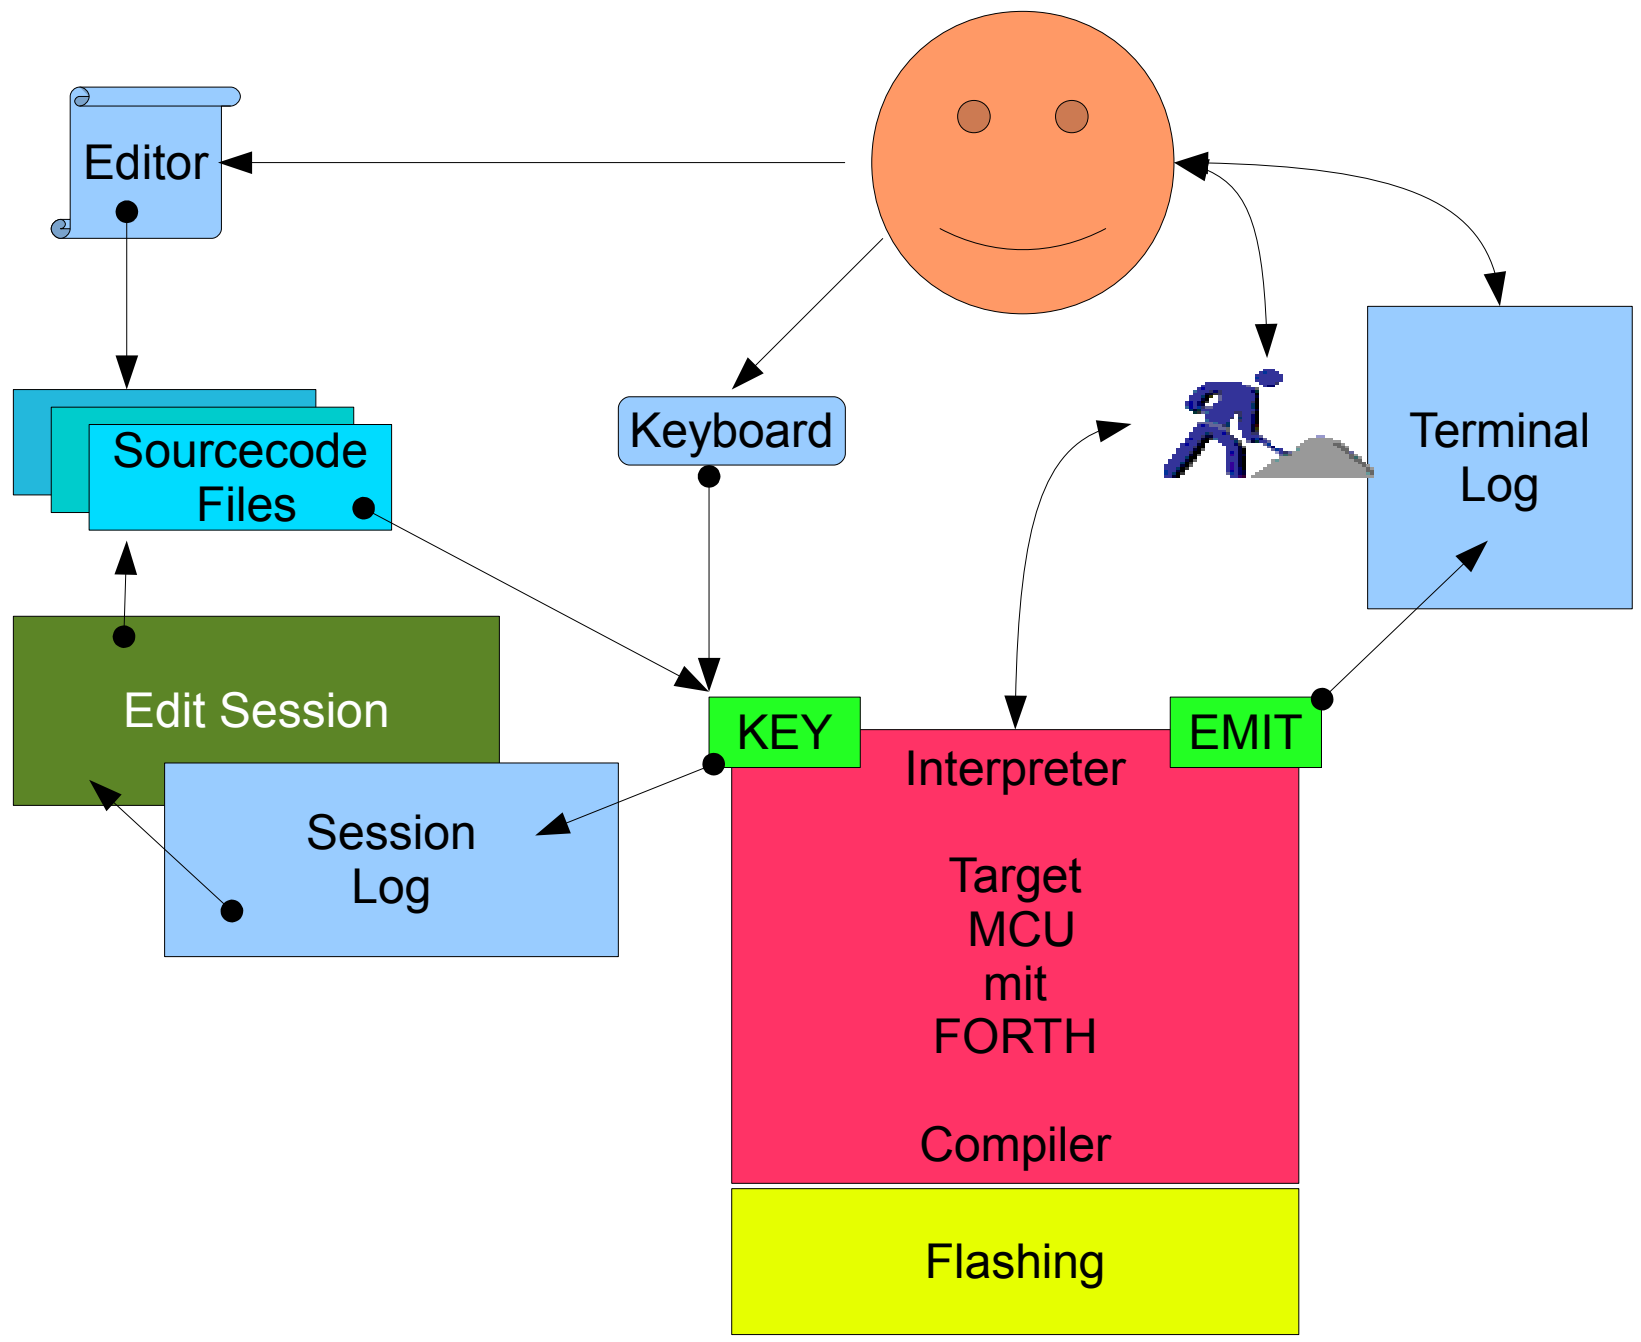 Editor
Sourcecode
Files
Keyboard
Terminal
Log
Edit Session
Session
Log
KEY
EMIT
Interpreter
Target
MCU
mit
FORTH
Compiler
Flashing